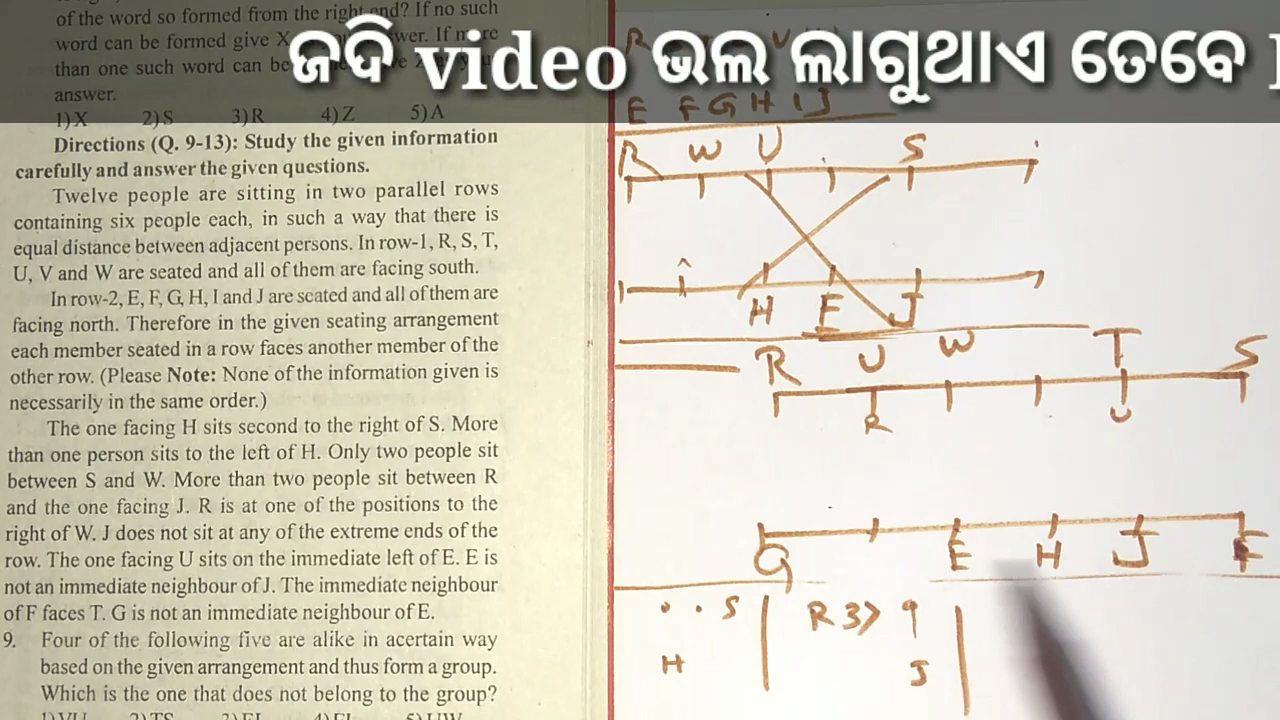 of the word so formed from the right end? If no such
word can be formed give X
than one such word can be
answer.
1)X 2)S 3)R 4)Z 5)A
ଜଦି video ଭଲ ଲାଗୁଥାଏ ତେବେ
Directions (Q. 9-13): Study the given information
carefully and answer the given questions.
Twelve people are sitting in two parallel rows
containing six people each, in such a way that there is
equal distance between adjacent persons. In row-1, R, S, T,
U, V and W are seated and all of them are facing south.
In row-2, E, F, G, H, I and J are seated and all of them are
facing north. Therefore in the given seating arrangement
each member seated in a row faces another member of the
other row. (Please Note: None of the information given is
necessarily in the same order.)
The one facing H sits second to the right of S. More
than one person sits to the left of H. Only two people sit
between S and W. More than two people sit between R
and the one facing J. R is at one of the positions to the
right of W. J does not sit at any of the extreme ends of the
row. The one facing U sits on the immediate left of E. E is
not an immediate neighbour of J. The immediate neighbour
of F faces T. G is not an immediate neighbour of E.
9. Four of the following five are alike in acertain way
based on the given arrangement and thus form a group.
Which is the one that does not belong to the group?
E F G H I J
R W U S
H E J
R U W T S
R U
G E H J F
S R 3> J
H